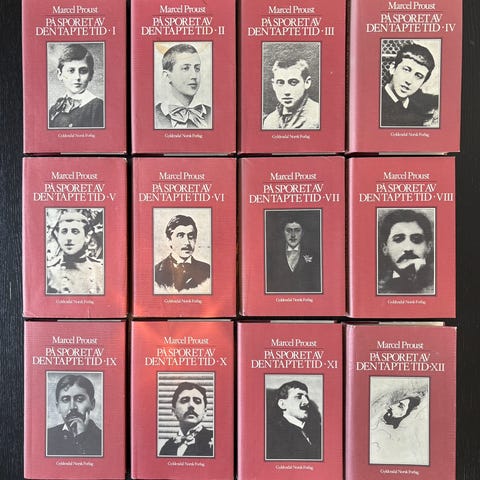 Marcel Proust
PÅ SPORET AV
DEN TAPTE TID · I
Gyldendal Norsk Forlag
Marcel Proust
PÅ SPORET AV
DEN TAPTE TID · II
Gyldendal Norsk Forlag
Marcel Proust
PÅ SPORET AV
DEN TAPTE TID · III
Gyldendal Norsk Forlag
Marcel Proust
PÅ SPORET AV
DEN TAPTE TID · IV
Gyldendal Norsk Forlag
Marcel Proust
PÅ SPORET AV
DEN TAPTE TID · V
Gyldendal Norsk Forlag
Marcel Proust
PÅ SPORET AV
DEN TAPTE TID · VI
Gyldendal Norsk Forlag
Marcel Proust
PÅ SPORET AV
DEN TAPTE TID · VII
Gyldendal Norsk Forlag
Marcel Proust
PÅ SPORET AV
DEN TAPTE TID · VIII
Gyldendal Norsk Forlag
Marcel Proust
PÅ SPORET AV
DEN TAPTE TID · IX
Gyldendal Norsk Forlag
Marcel Proust
PÅ SPORET AV
DEN TAPTE TID · X
Gyldendal Norsk Forlag
Marcel Proust
PÅ SPORET AV
DEN TAPTE TID · XI
Gyldendal Norsk Forlag
Marcel Proust
PÅ SPORET AV
DEN TAPTE TID · XII
Gyldendal Norsk Forlag